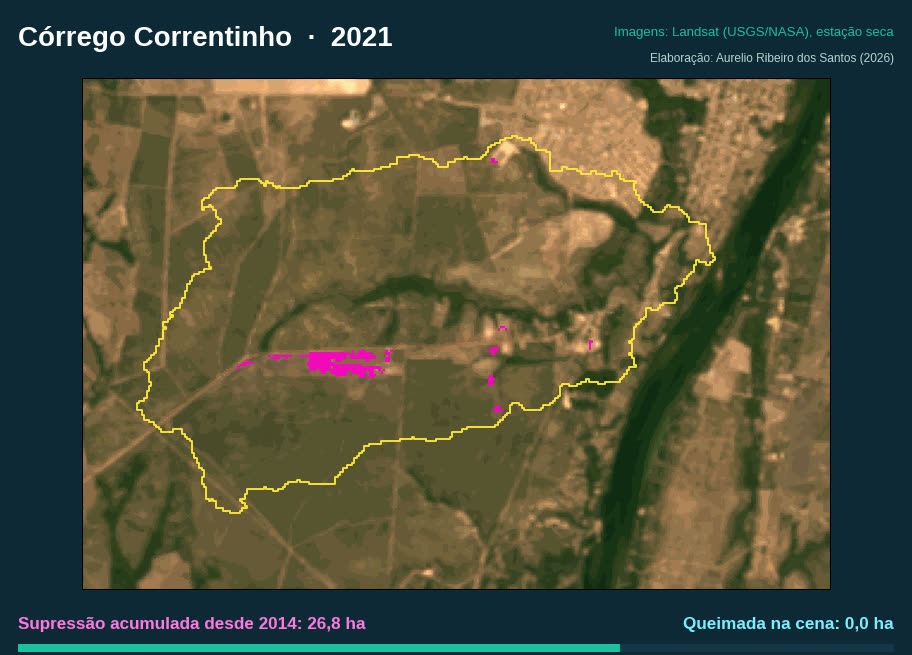 Córrego Correntinho · 2021
Imagens: Landsat (USGS/NASA), estação seca
Elaboração: Aurelio Ribeiro dos Santos (2026)
Supressão acumulada desde 2014: 26,8 ha
Queimada na cena: 0,0 ha